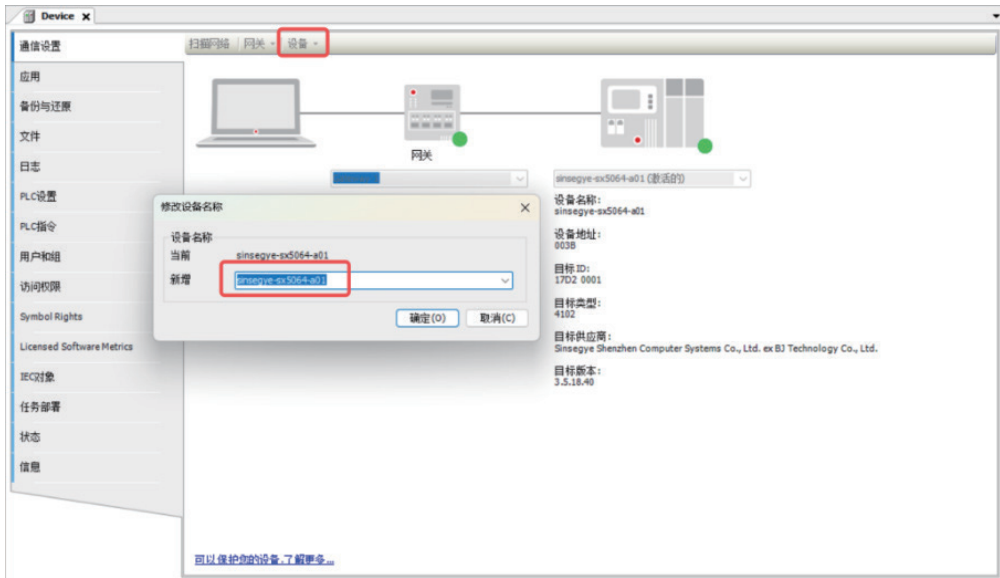 Device
通信设置
扫描网络
网关
设备
应用
备份与还原
文件
日志
PLC设置
PLC指令
用户和组
访问权限
Symbol Rights
Licensed Software Metrics
IEC对象
任务部署
状态
信息
网关
sinsegye-sx5064-a01 (激活的)
设备名称:
sinsegye-sx5064-a01
设备地址:
003B
目标ID:
17D2 0001
目标类型:
4102
目标供应商:
Sinsegye Shenzhen Computer Systems Co., Ltd. ex BJ Technology Co., Ltd.
目标版本:
3.5.18.40
修改设备名称
设备名称
当前
sinsegye-sx5064-a01
新增
sinsegye-sx5064-a01
确定(O)
取消(C)
可以保护您的设备.了解更多...